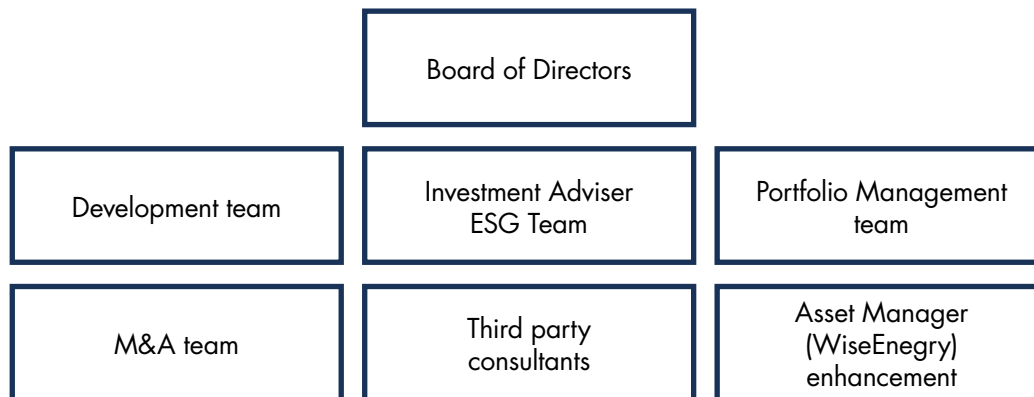 Board of Directors
Development team
Investment Adviser
ESG Team
Portfolio Management
team
M&A team
Third party
consultants
Asset Manager
(WiseEnegry)
enhancement